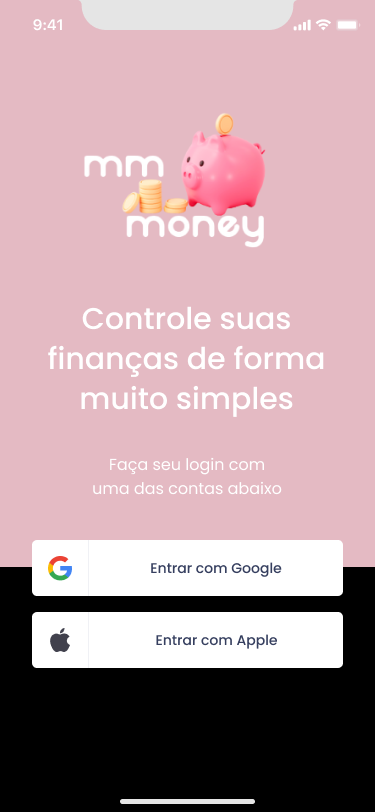 9:41
mm
money
Controle suas
finanças de forma
muito simples
Faça seu login com
uma das contas abaixo
Entrar com Google
Entrar com Apple